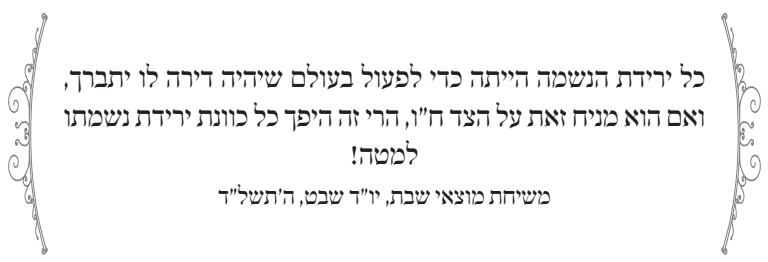 כל ירידת הנשמה הייתה כדי לפעול בעולם שיהיה דירה לו יתברך,
ואם הוא מניח זאת על הצד ח"ו, הרי זה היפך כל כוונת ירידת נשמתו
למטה!
משיחת מוצאי שבת, יו"ד שבט, ה'תשל"ד